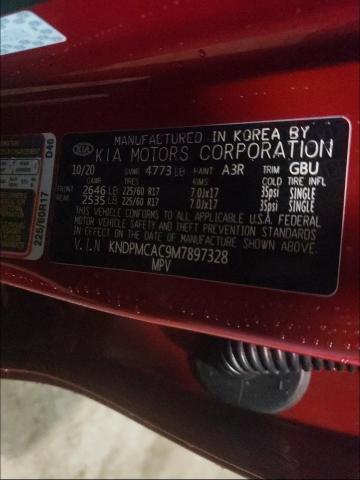 MANUFACTURED IN KOREA BY
KIA KIA MOTORS CORPORATION
10/20 GVWR 4773 LB PAINT A3R TRIM GBU
GAWR TIRES RIMS COLD TIRE INFL
FRONT 2646 LB 225/60 R17 7.0Jx17 35psi SINGLE
REAR 2535 LB 225/60 R17 7.0Jx17 35psi SINGLE
THIS VEHICLE CONFORMS TO ALL APPLICABLE U.S.A. FEDERAL
MOTOR VEHICLE SAFETY AND THEFT PREVENTION STANDARDS
IN EFFECT ON THE DATE OF MANUFACTURE SHOWN ABOVE.
V.I.N KNDPMCAC9M7897328
MPV
D46
225/60R17